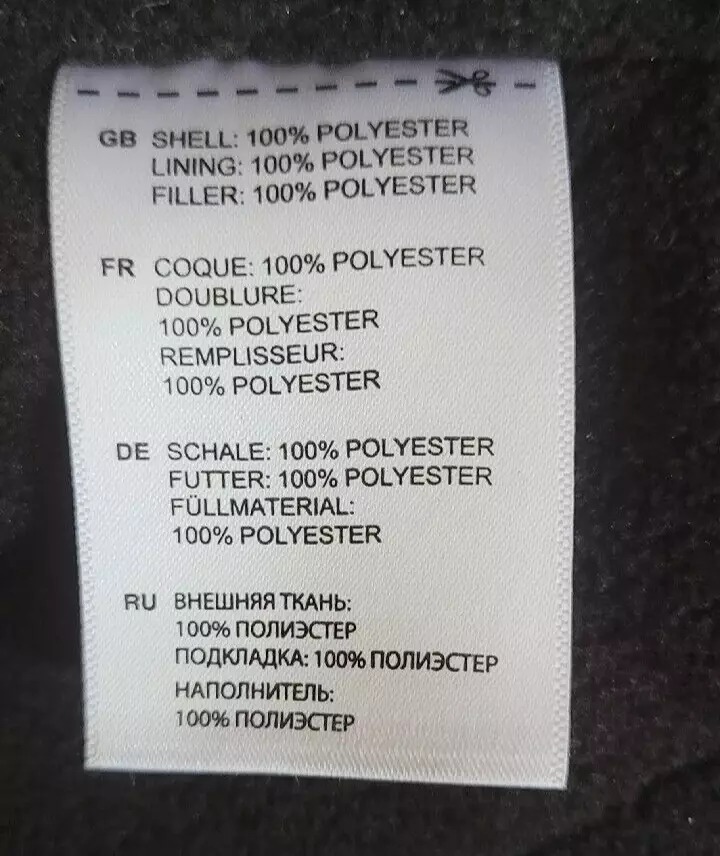 GB SHELL: 100% POLYESTER
LINING: 100% POLYESTER
FILLER: 100% POLYESTER
FR COQUE: 100% POLYESTER
DOUBLURE:
100% POLYESTER
REMPLISSEUR:
100% POLYESTER
DE SCHALE: 100% POLYESTER
FUTTER: 100% POLYESTER
FÜLLMATERIAL:
100% POLYESTER
RU ВНЕШНЯЯ ТКАНЬ:
100% ПОЛИЭСТЕР
ПОДКЛАДКА: 100% ПОЛИЭСТЕР
НАПОЛНИТЕЛЬ:
100% ПОЛИЭСТЕР